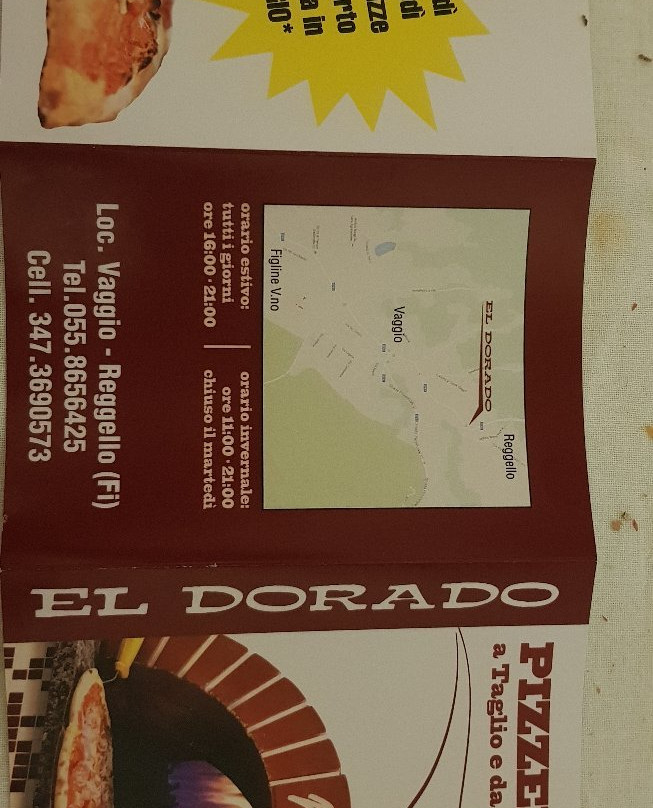 EL DORADO
Reggello
Vaggio
Figline V.no
orario estivo:
tutti i giorni
ore 16:00 - 21:00
orario invernale:
ore 11:00 - 21:00
chiuso il martedì
Loc. Vaggio - Reggello (Fi)
Tel.055.8656425
Cell. 347.3690573
EL DORADO
a Taglio e da